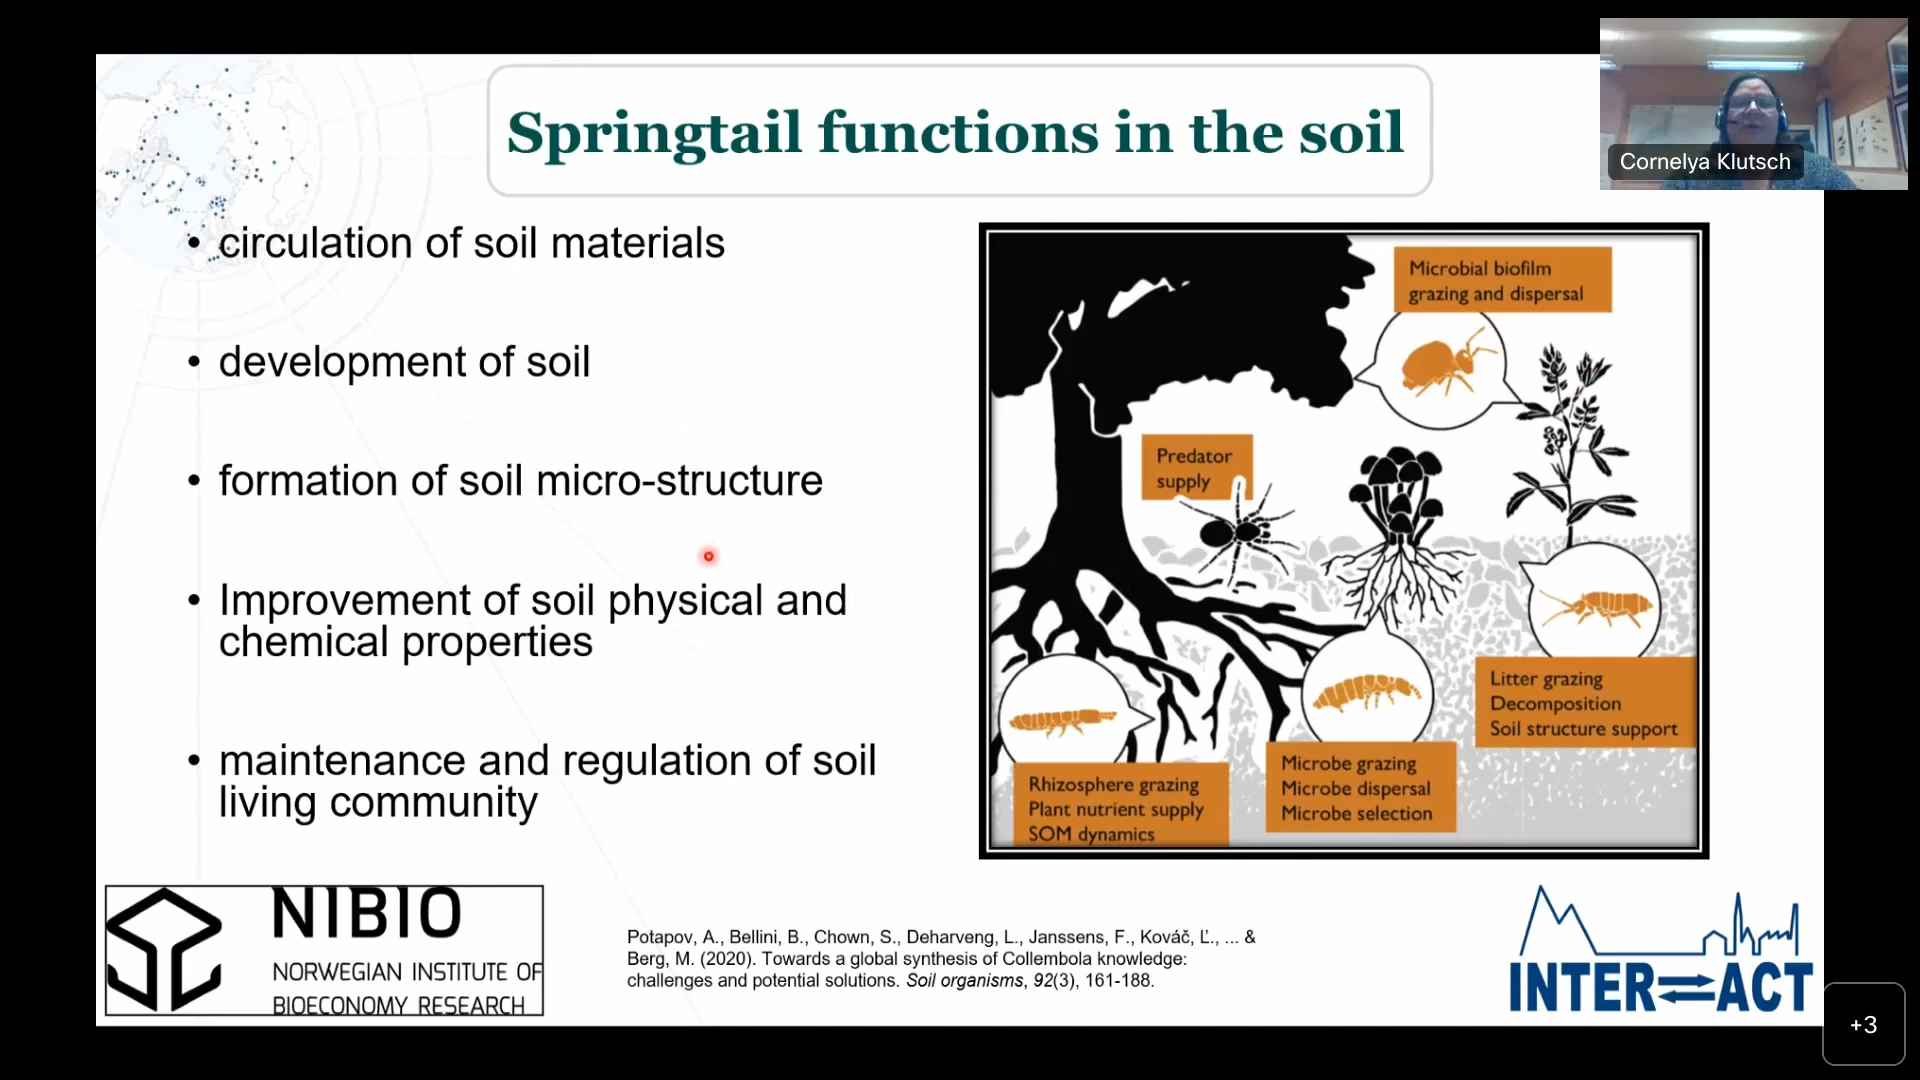 Springtail functions in the soil
Cornelya Klutsch
• circulation of soil materials
• development of soil
• formation of soil micro-structure
• Improvement of soil physical and
chemical properties
• maintenance and regulation of soil
living community
Microbial biofilm
grazing and dispersal
Predator
supply
Litter grazing
Decomposition
Soil structure support
Microbe grazing
Microbe dispersal
Microbe selection
Rhizosphere grazing
Plant nutrient supply
SOM dynamics
NIBIO
NORWEGIAN INSTITUTE OF
BIOECONOMY RESEARCH
Potapov, A., Bellini, B., Chown, S., Deharveng, L., Janssens, F., Kováč, Ľ., ... &
Berg, M. (2020). Towards a global synthesis of Collembola knowledge:
challenges and potential solutions. Soil organisms, 92(3), 161-188.
INTERACT
+3